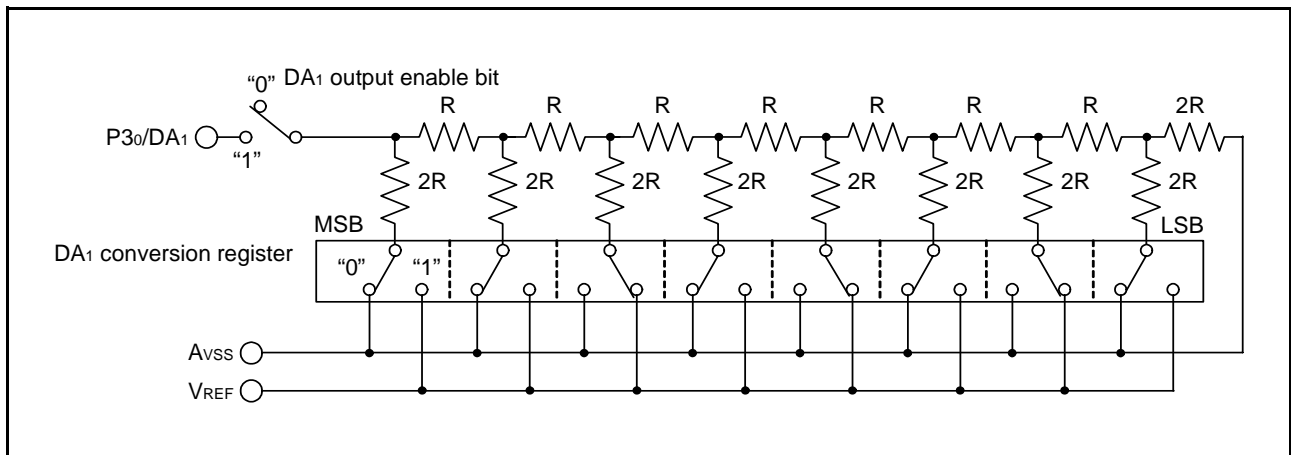 “0” DA1 output enable bit
R R R R R R R 2R
P30/DA1
“1”
2R 2R 2R 2R 2R 2R 2R 2R
MSB LSB
DA1 conversion register
“0” “1”
AVSS
VREF